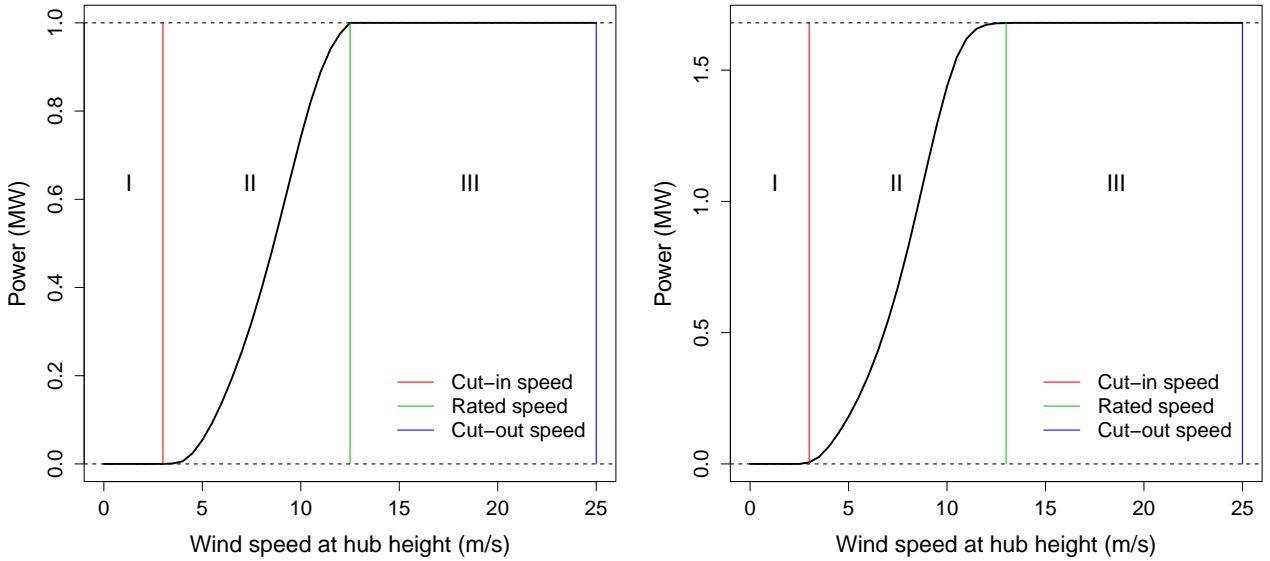 1.0
0.8
0.6
0.4
0.2
0.0
Power (MW)
I
II
III
Cut−in speed
Rated speed
Cut−out speed
0 5 10 15 20 25
Wind speed at hub height (m/s)
1.5
1.0
0.5
0.0
Power (MW)
I
II
III
Cut−in speed
Rated speed
Cut−out speed
0 5 10 15 20 25
Wind speed at hub height (m/s)